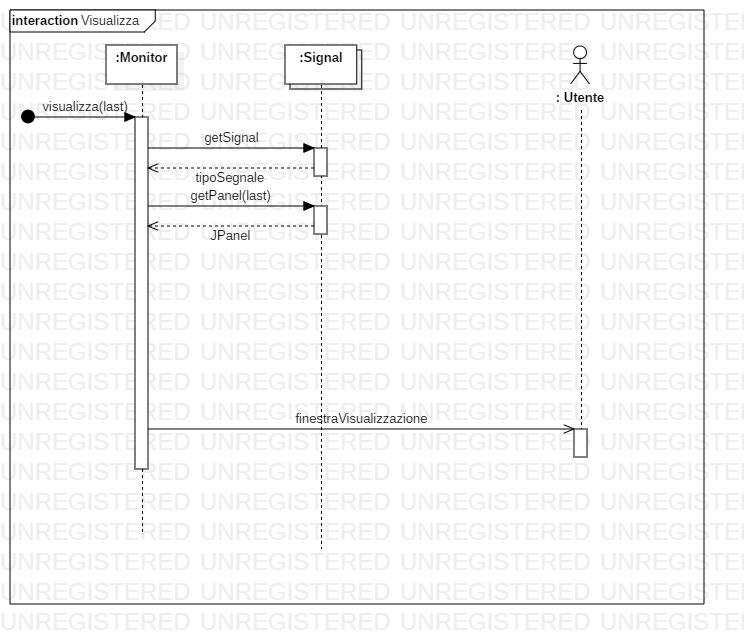 interaction Visualizza
:Monitor
:Signal
: Utente
visualizza(last)
getSignal
tipoSegnale
getPanel(last)
JPanel
finestraVisualizzazione
UNREGISTERED UNREGISTERED UNREGISTERED UNREGISTERED